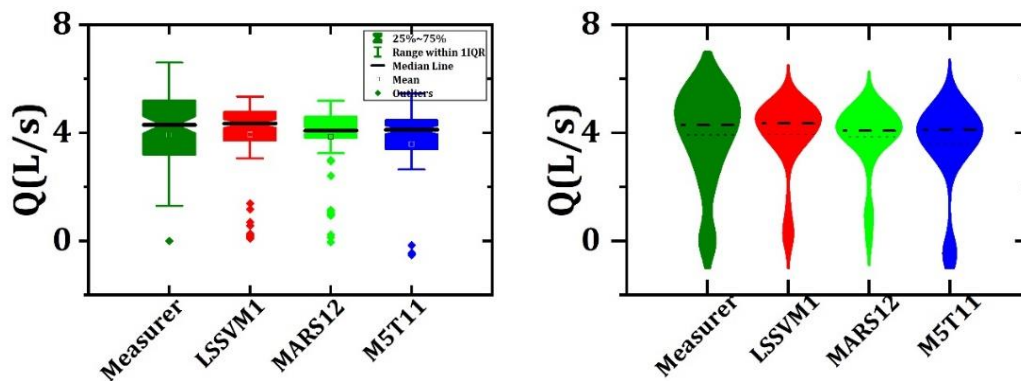 8
4
0
Q(L/s)
25%~75%
Range within 1IQR
Median Line
Mean
Outliers
Measurer
LSSVM1
MARS12
M5T11
8
4
0
Q(L/s)
Measurer
LSSVM1
MARS12
M5T11